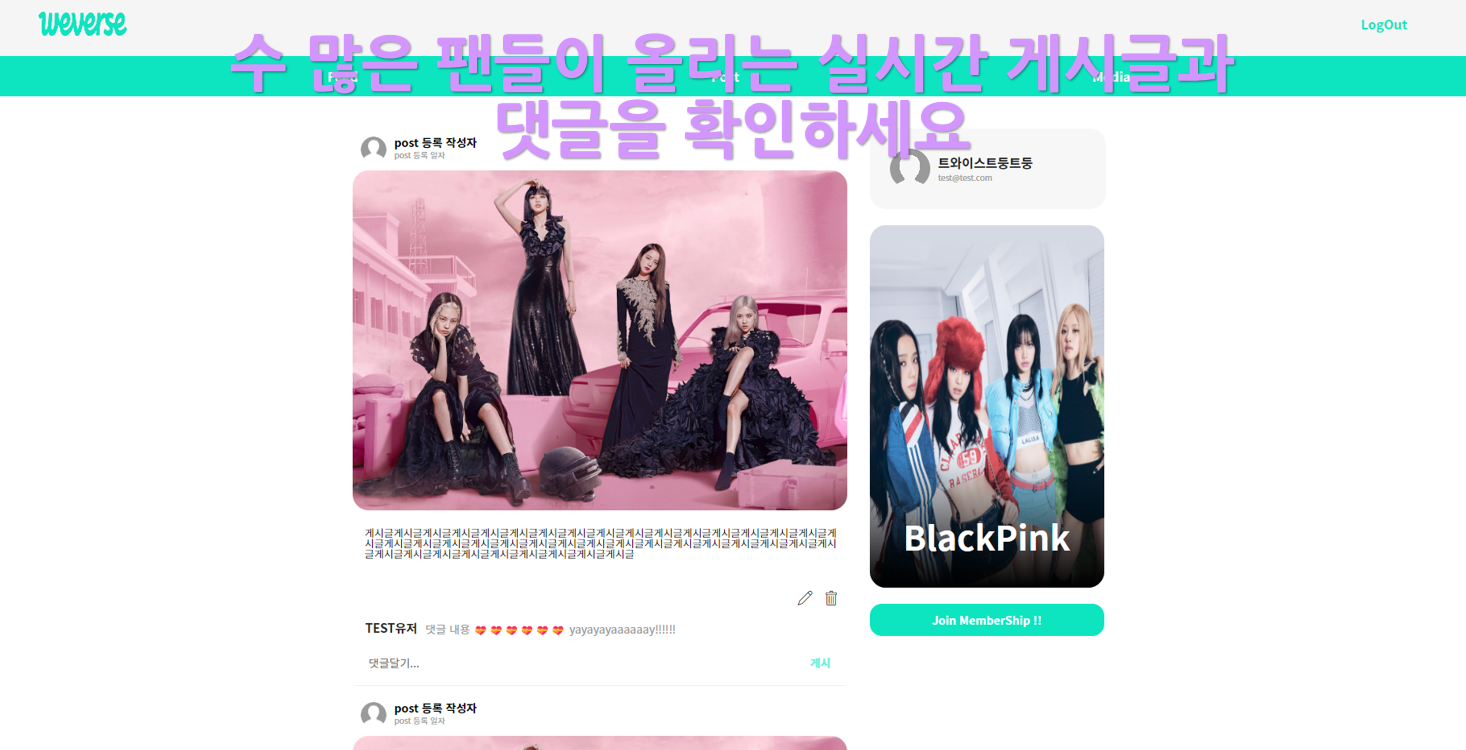 weverse
LogOut
수 많은 팬들이 올리는 실시간 게시글과
댓글을 확인하세요
Feed Post Media
post 등록 작성자
post 등록 일자
트와이스트둥트둥
test@test.com
CLARK
59
BASEBALL
LALISA
BlackPink
Join MemberShip !!
게시글게시글게시글게시글게시글게시글게시글게시글게시글게시글게시글게시글게시글게시글게시글게시글게
시글게시글게시글게시글게시글게시글게시글게시글게시글게시글게시글게시글게시글게시글게시글게시글게시
글게시글게시글게시글게시글게시글게시글게시글게시글게시글
TEST유저 댓글 내용 💝 💝 💝 💝 💝 💝 yayayayaaaaaay!!!!!!
댓글달기... 게시
post 등록 작성자
post 등록 일자